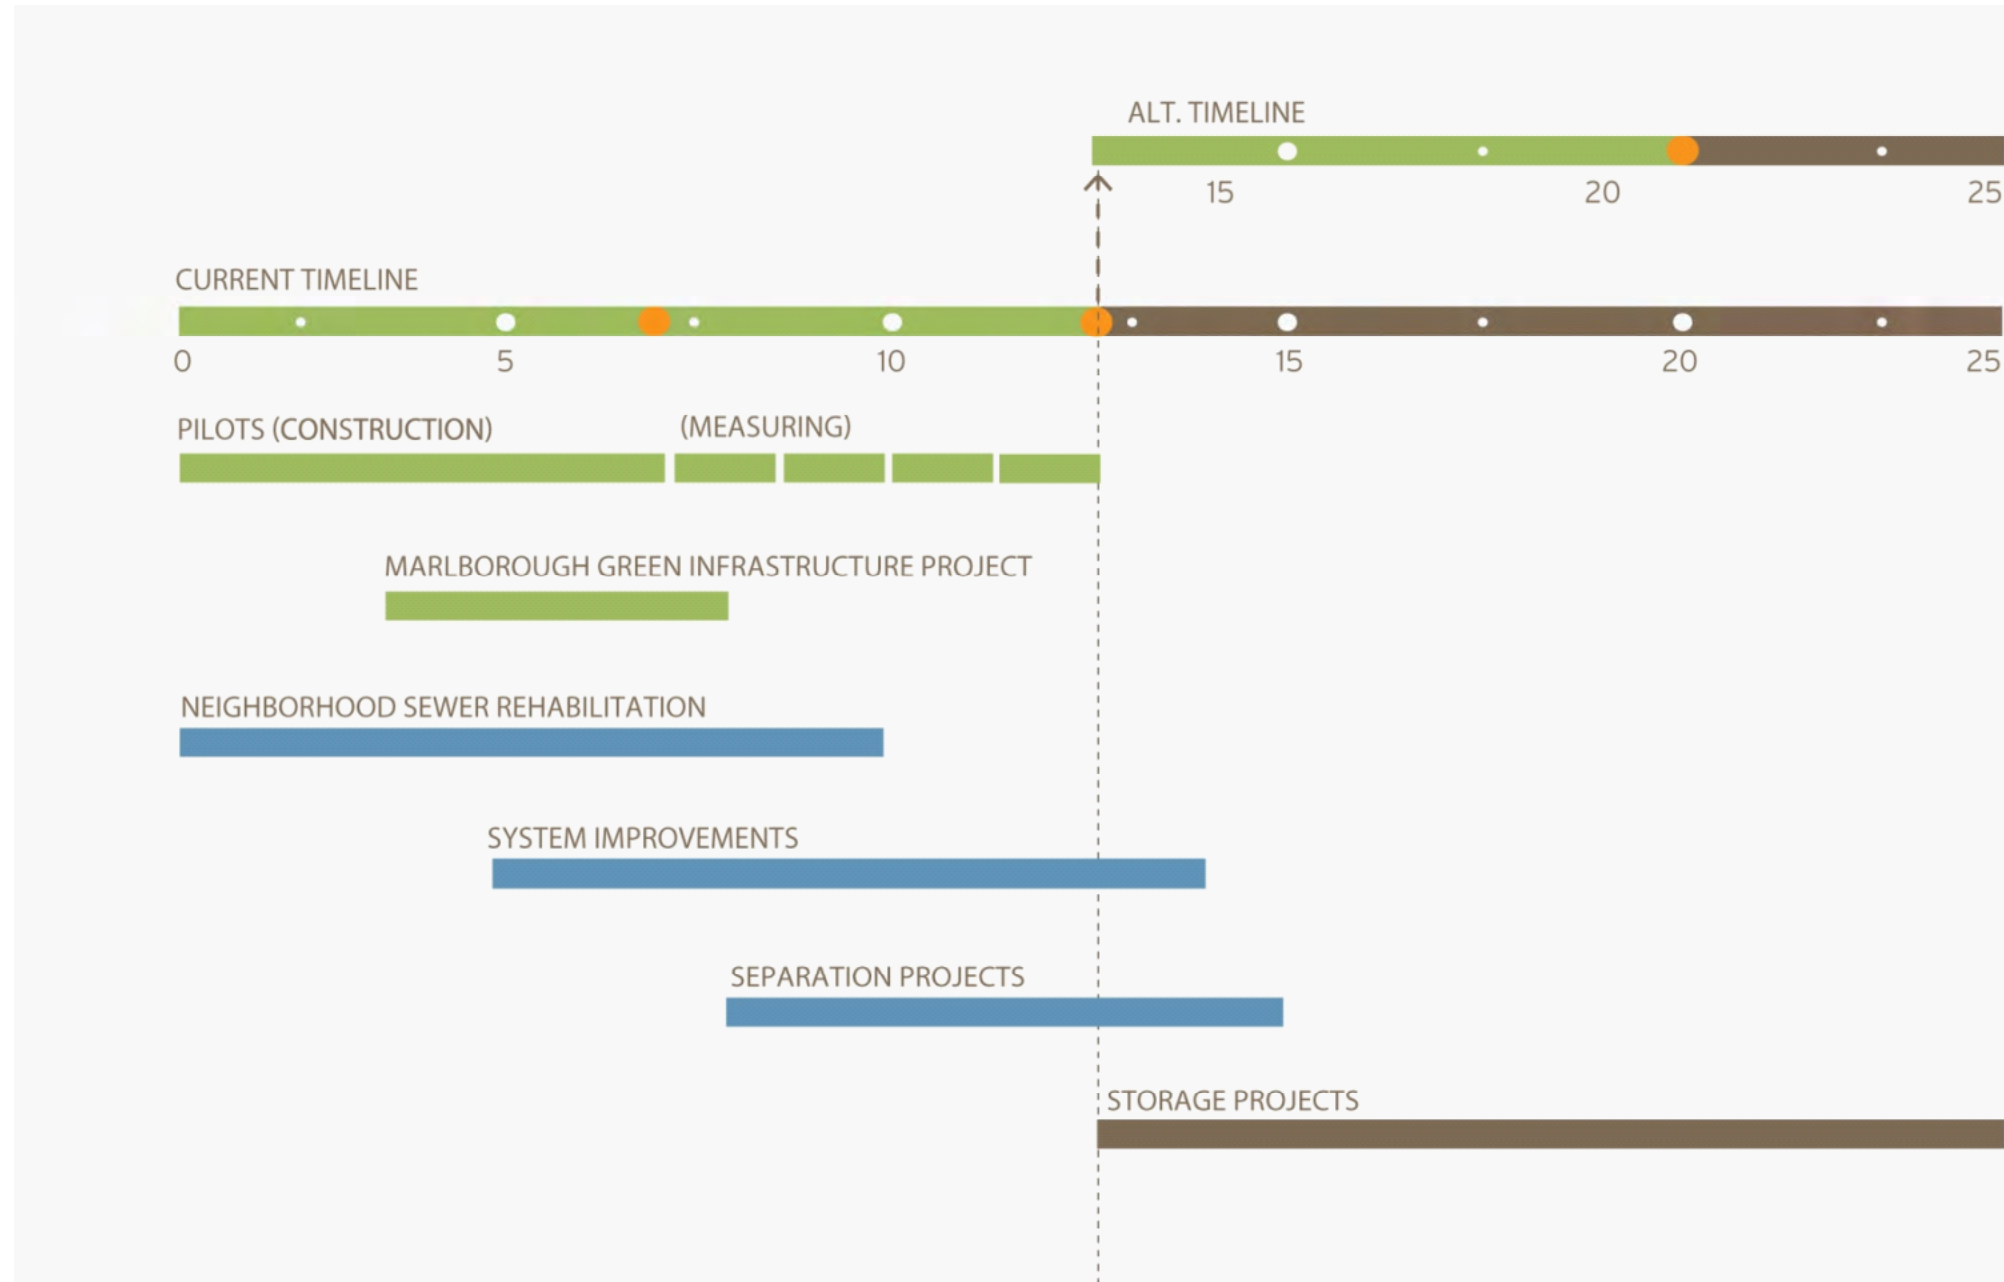 ALT. TIMELINE
15 20 25
CURRENT TIMELINE
0 5 10 15 20 25
PILOTS (CONSTRUCTION) (MEASURING)
MARLBOROUGH GREEN INFRASTRUCTURE PROJECT
NEIGHBORHOOD SEWER REHABILITATION
SYSTEM IMPROVEMENTS
SEPARATION PROJECTS
STORAGE PROJECTS